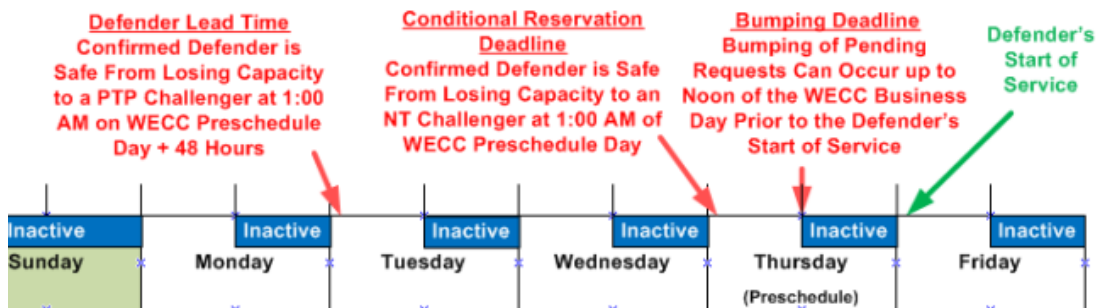 Defender Lead Time
Confirmed Defender is
Safe From Losing Capacity
to a PTP Challenger at 1:00
AM on WECC Preschedule
Day + 48 Hours
Conditional Reservation
Deadline
Confirmed Defender is Safe
From Losing Capacity to an
NT Challenger at 1:00 AM of
WECC Preschedule Day
Bumping Deadline
Bumping of Pending
Requests Can Occur up to
Noon of the WECC Business
Day Prior to the Defender's
Start of Service
Defender's
Start of
Service
Inactive Inactive Inactive Inactive Inactive Inactive
Sunday Monday Tuesday Wednesday Thursday Friday
(Preschedule)